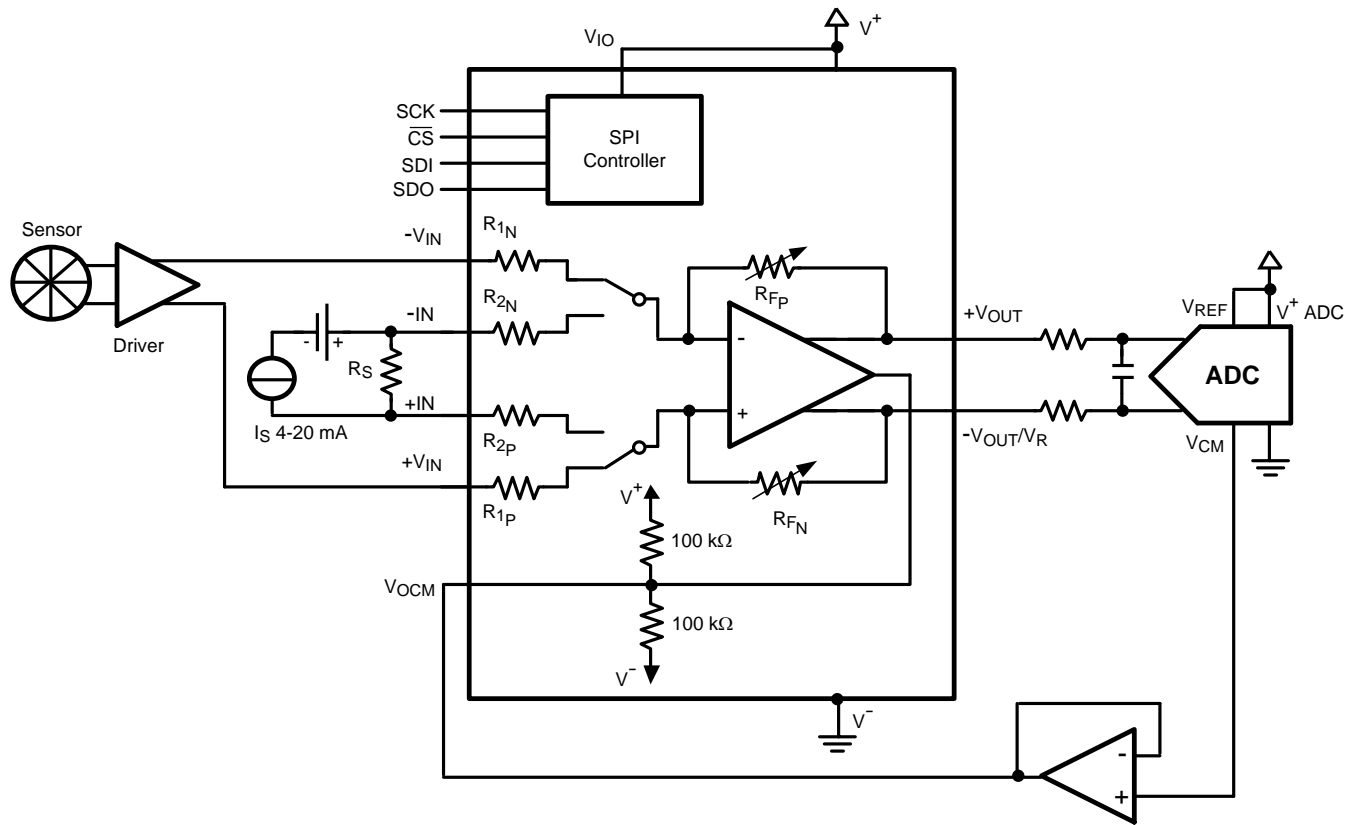 V+
VIO
SCK
CS
SDI
SDO
SPI
Controller
Sensor
Driver
-VIN
R1N
-IN
R2N
RS
+IN
R2P
IS 4-20 mA
+VIN
R1P
RFP
-
+
RFN
- +
+VOUT
-VOUT/VR
VREF
V+ ADC
ADC
VCM
V+
100 kΩ
VOCM
100 kΩ
V-
V-
-
+